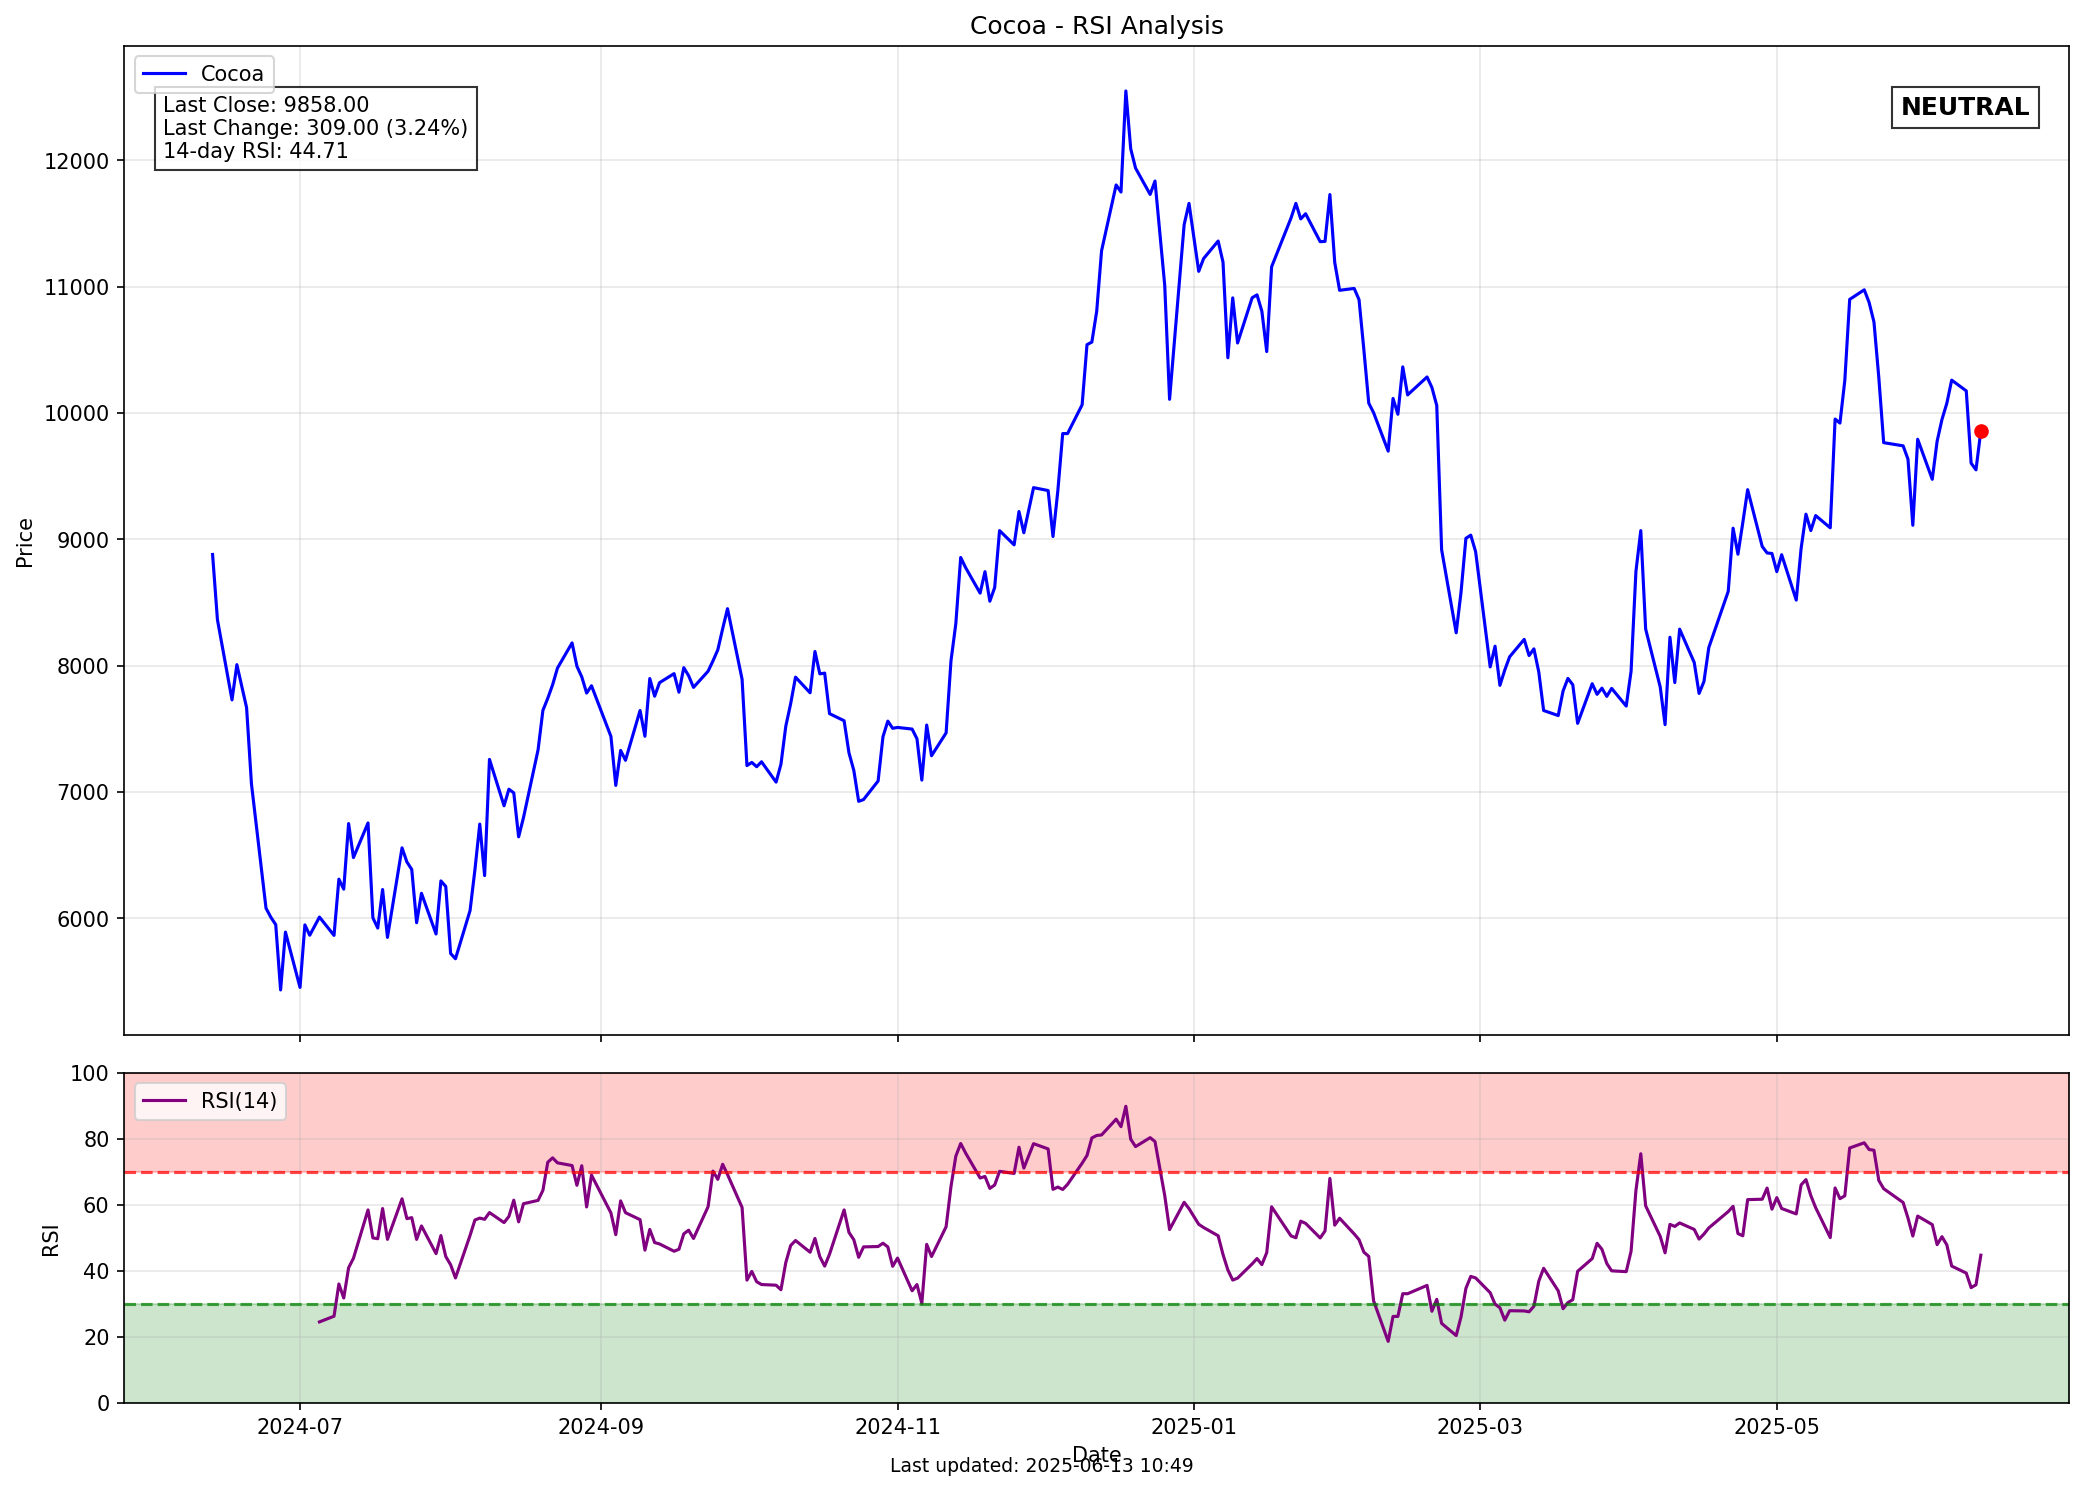 Cocoa - RSI Analysis
Cocoa
Last Close: 9858.00
Last Change: 309.00 (3.24%)
14-day RSI: 44.71
NEUTRAL
12000
11000
10000
9000
8000
7000
6000
Price
RSI(14)
100
80
60
40
20
0
RSI
2024-07
2024-09
2024-11
2025-01
2025-03
2025-05
Date
Last updated: 2025-06-13 10:49